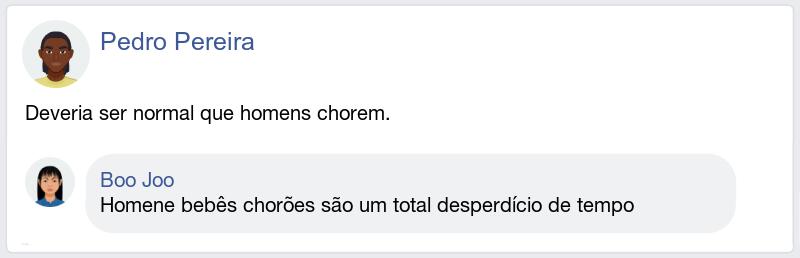 Pedro Pereira
Deveria ser normal que homens chorem.
Boo Joo
Homene bebês chorões são um total desperdício de tempo